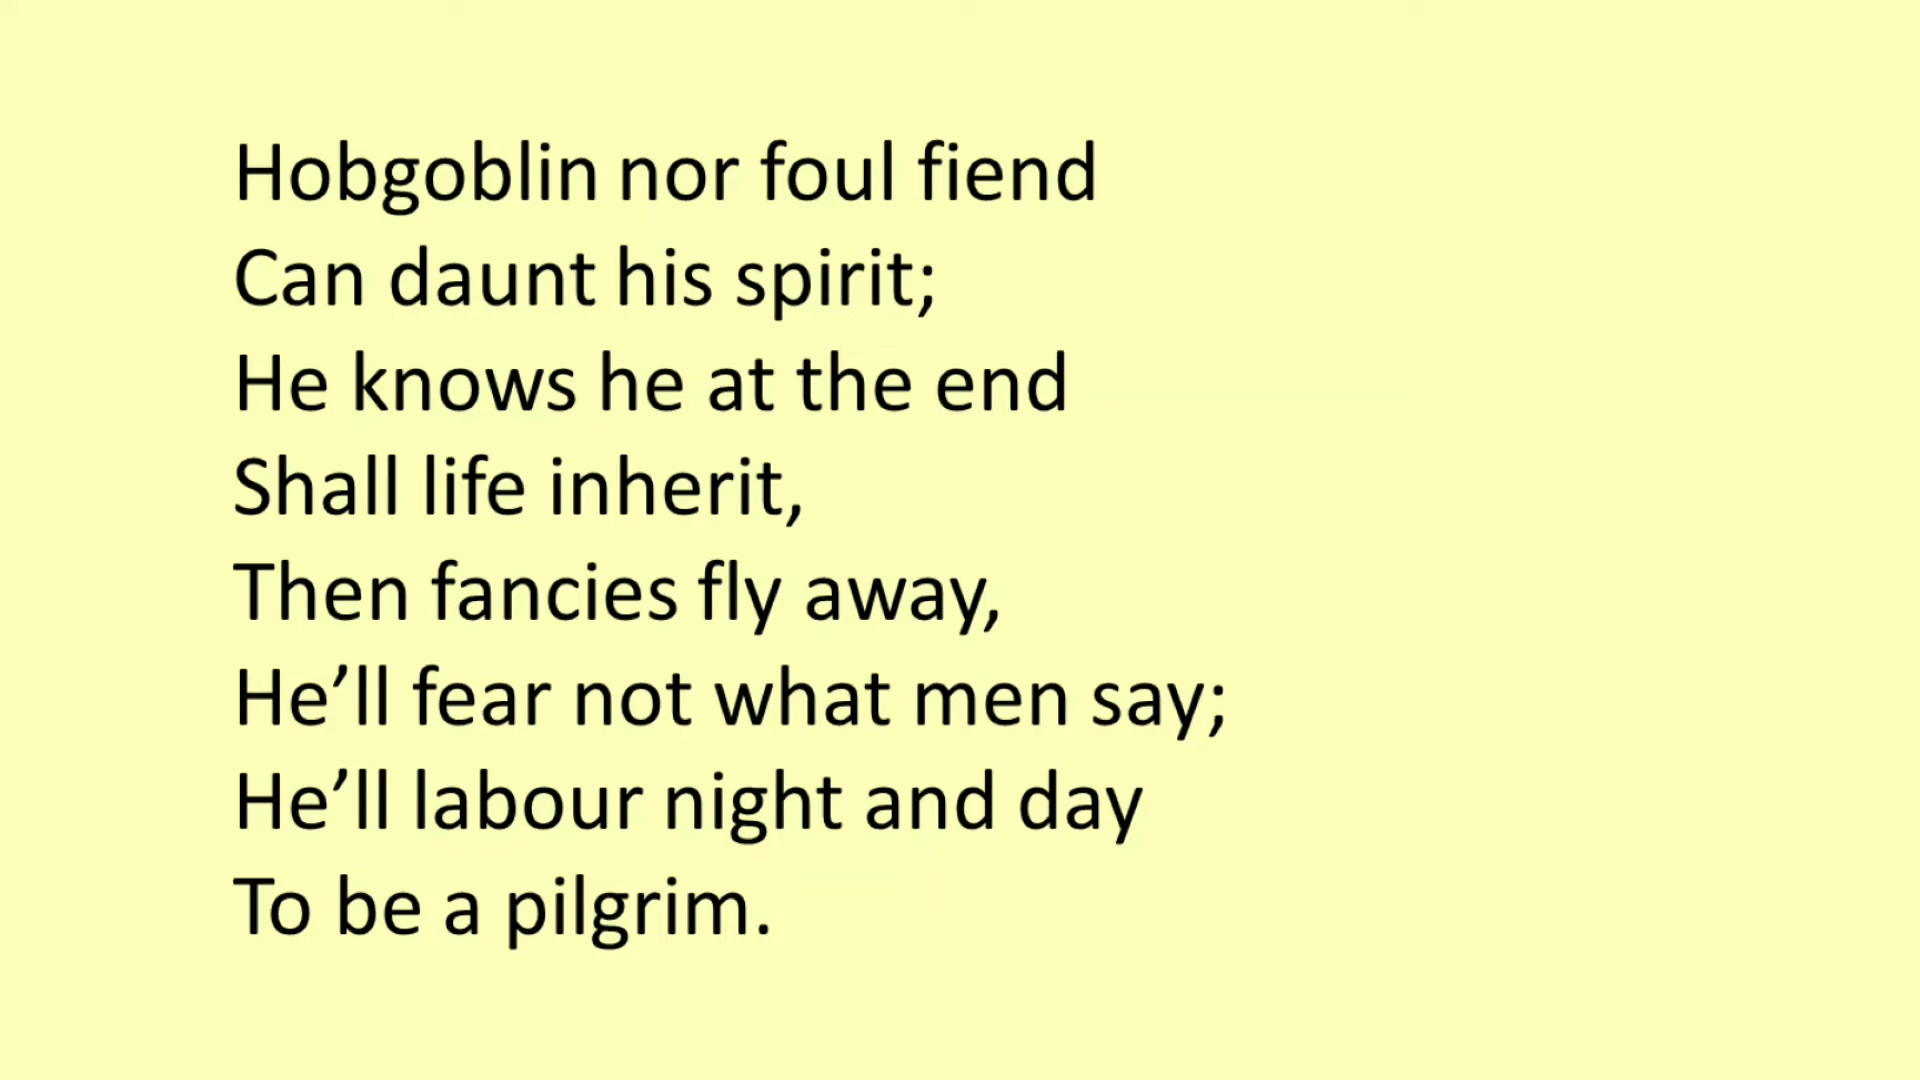 Hobgoblin nor foul fiend
Can daunt his spirit;
He knows he at the end
Shall life inherit,
Then fancies fly away,
He’ll fear not what men say;
He’ll labour night and day
To be a pilgrim.